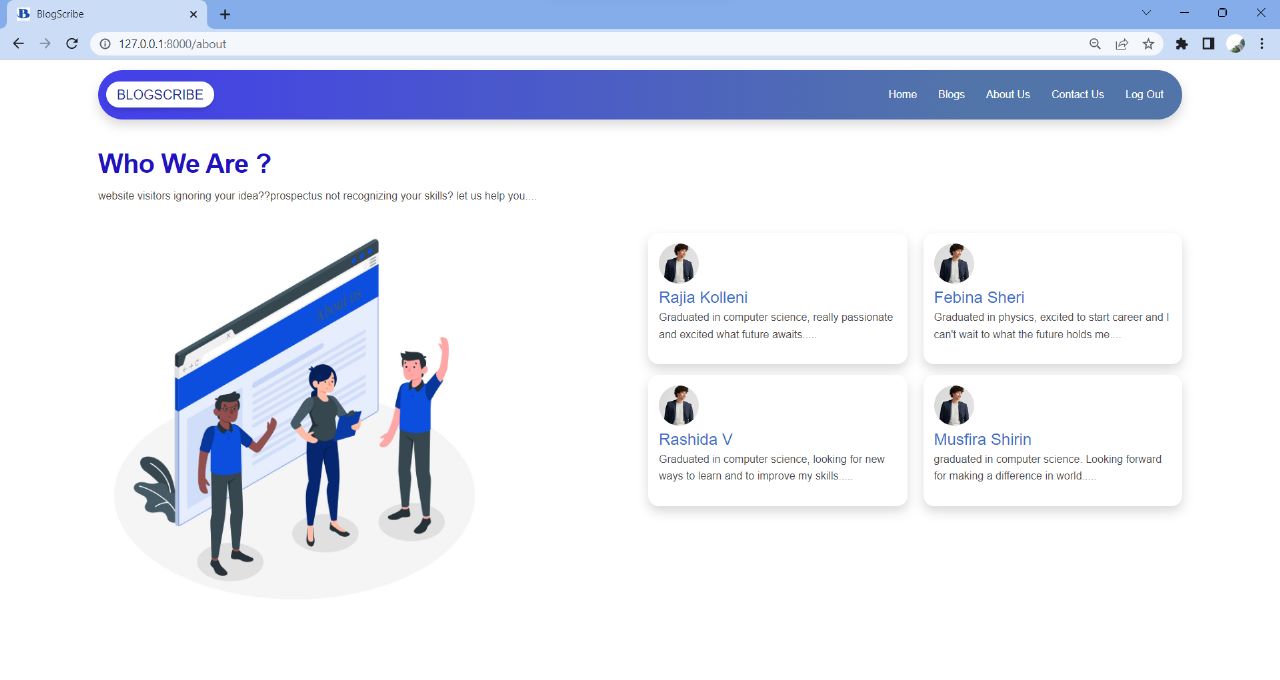 BlogScribe
127.0.0.1:8000/about
BLOGSCRIBE
Home
Blogs
About Us
Contact Us
Log Out
Who We Are ?
website visitors ignoring your idea??prospectus not recognizing your skills? let us help you....
About us
Rajia Kolleni
Graduated in computer science, really passionate
and excited what future awaits.....
Febina Sheri
Graduated in physics, excited to start career and I
can't wait to what the future holds me....
Rashida V
Graduated in computer science, looking for new
ways to learn and to improve my skills.....
Musfira Shirin
graduated in computer science. Looking forward
for making a difference in world.....